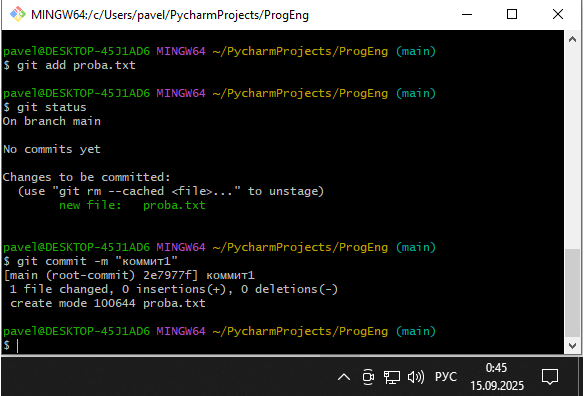 MINGW64:/c/Users/pavel/PycharmProjects/ProgEng
pavel@DESKTOP-45J1AD6 MINGW64 ~/PycharmProjects/ProgEng (main)
$ git add proba.txt
pavel@DESKTOP-45J1AD6 MINGW64 ~/PycharmProjects/ProgEng (main)
$ git status
On branch main
No commits yet
Changes to be committed:
  (use "git rm --cached <file>..." to unstage)
        new file:   proba.txt
pavel@DESKTOP-45J1AD6 MINGW64 ~/PycharmProjects/ProgEng (main)
$ git commit -m "коммит1"
[main (root-commit) 2e7977f] коммит1
 1 file changed, 0 insertions(+), 0 deletions(-)
 create mode 100644 proba.txt
pavel@DESKTOP-45J1AD6 MINGW64 ~/PycharmProjects/ProgEng (main)
$
РУС
0:45
15.09.2025